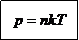 p = nkT